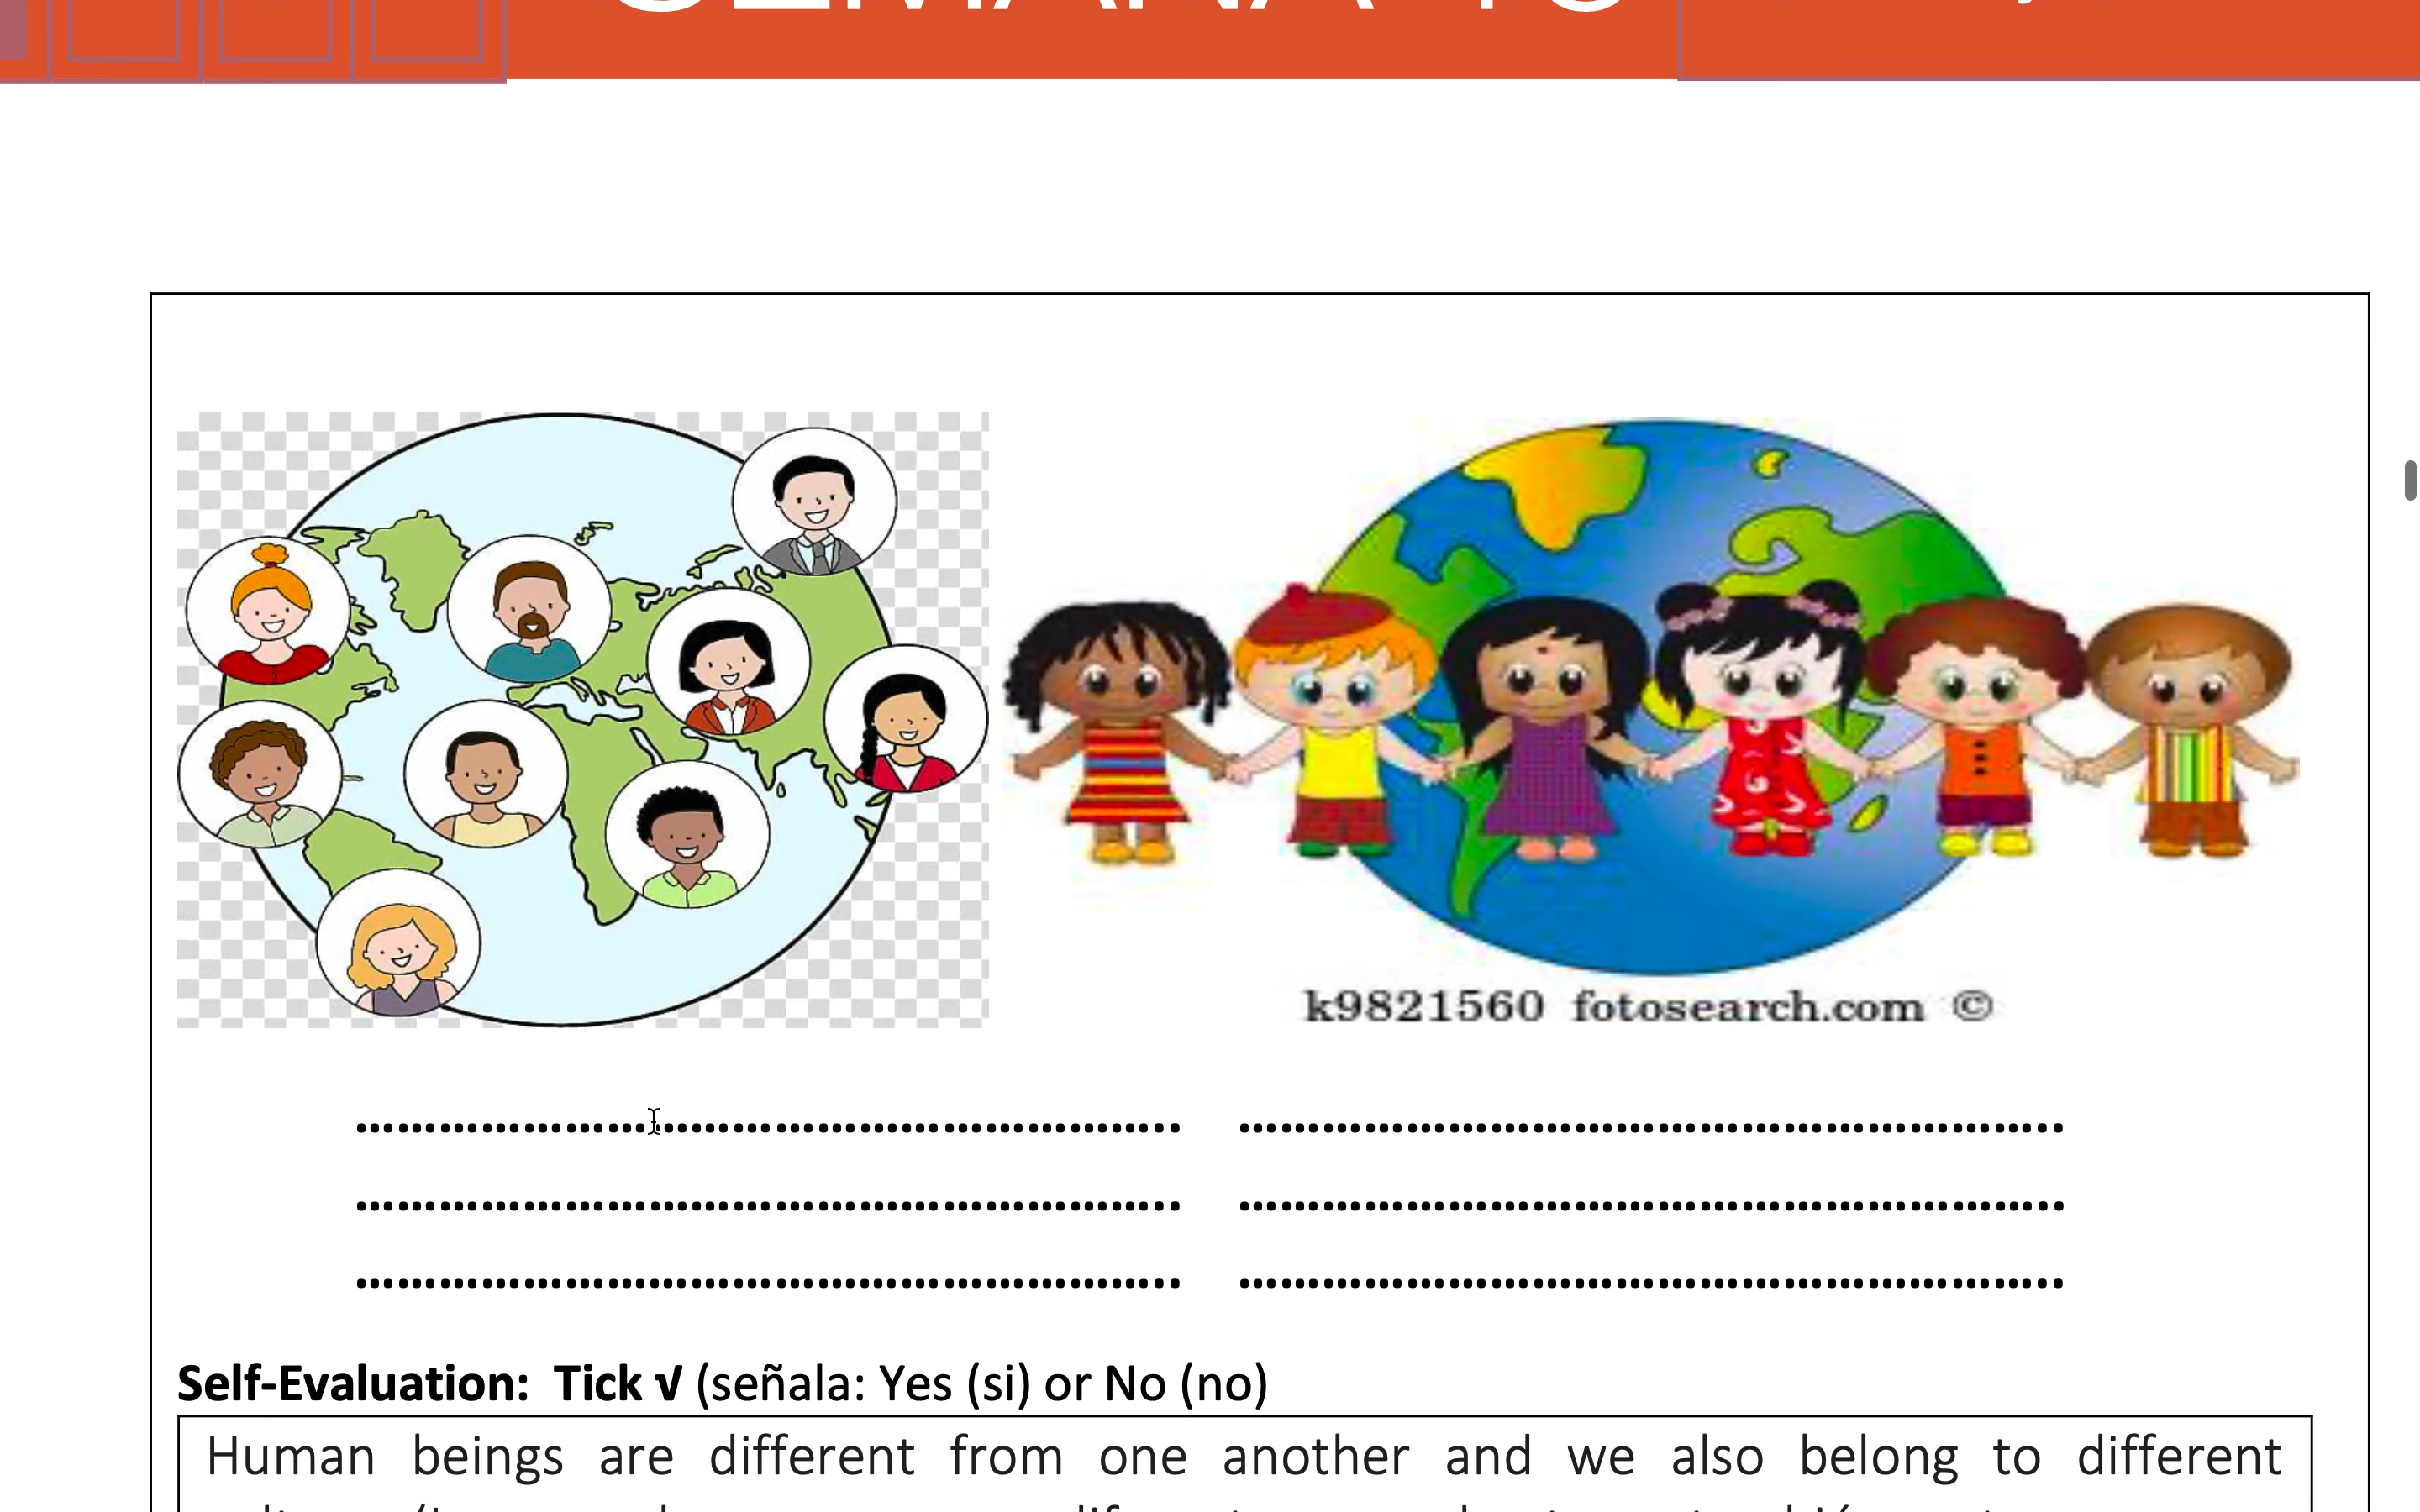 k9821560 fotosearch.com ©
Self-Evaluation: Tick √ (señala: Yes (si) or No (no)
Human beings are different from one another and we also belong to different